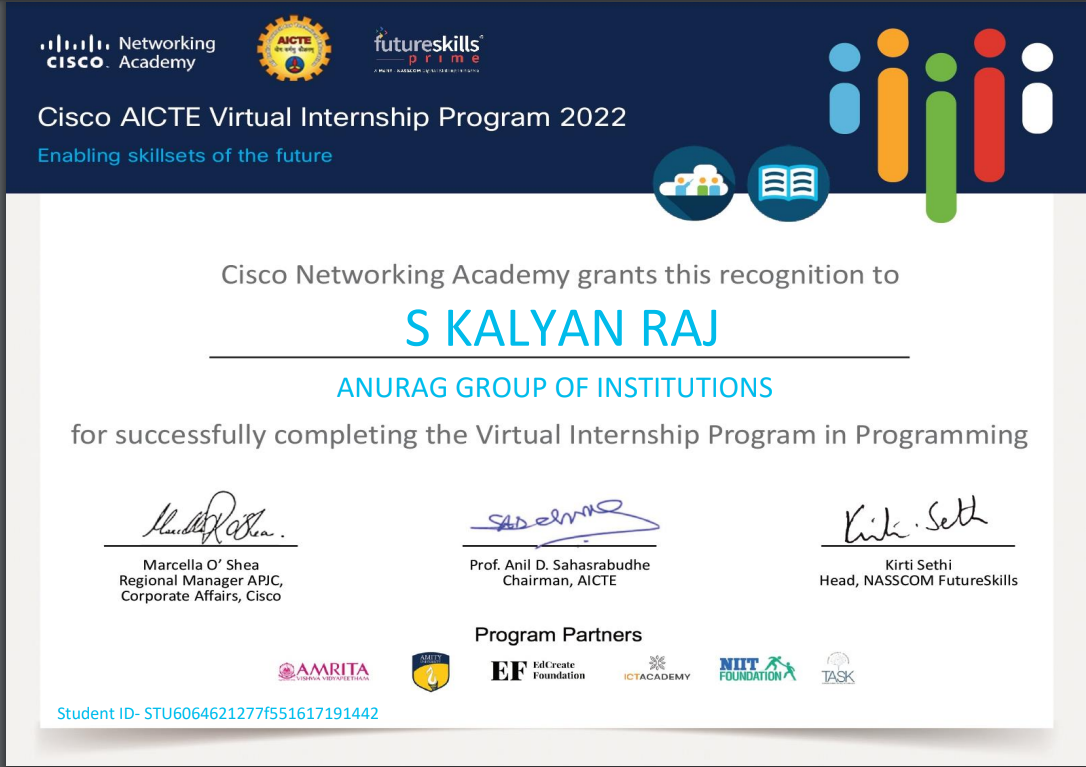 Networking
CISCO. Academy
AICTE
futureskills
prime
Cisco AICTE Virtual Internship Program 2022
Enabling skillsets of the future
Cisco Networking Academy grants this recognition to
S KALYAN RAJ
ANURAG GROUP OF INSTITUTIONS
for successfully completing the Virtual Internship Program in Programming
Kirti. Seth
Marcella O’ Shea
Regional Manager APJC,
Corporate Affairs, Cisco
Prof. Anil D. Sahasrabudhe
Chairman, AICTE
Kirti Sethi
Head, NASSCOM FutureSkills
Program Partners
AMRITA
VISHWA VIDYAPEETHAM
AMITY
EF EdCreate
Foundation
ICTACADEMY
NIIT
FOUNDATION
TASK
Student ID- STU6064621277f551617191442